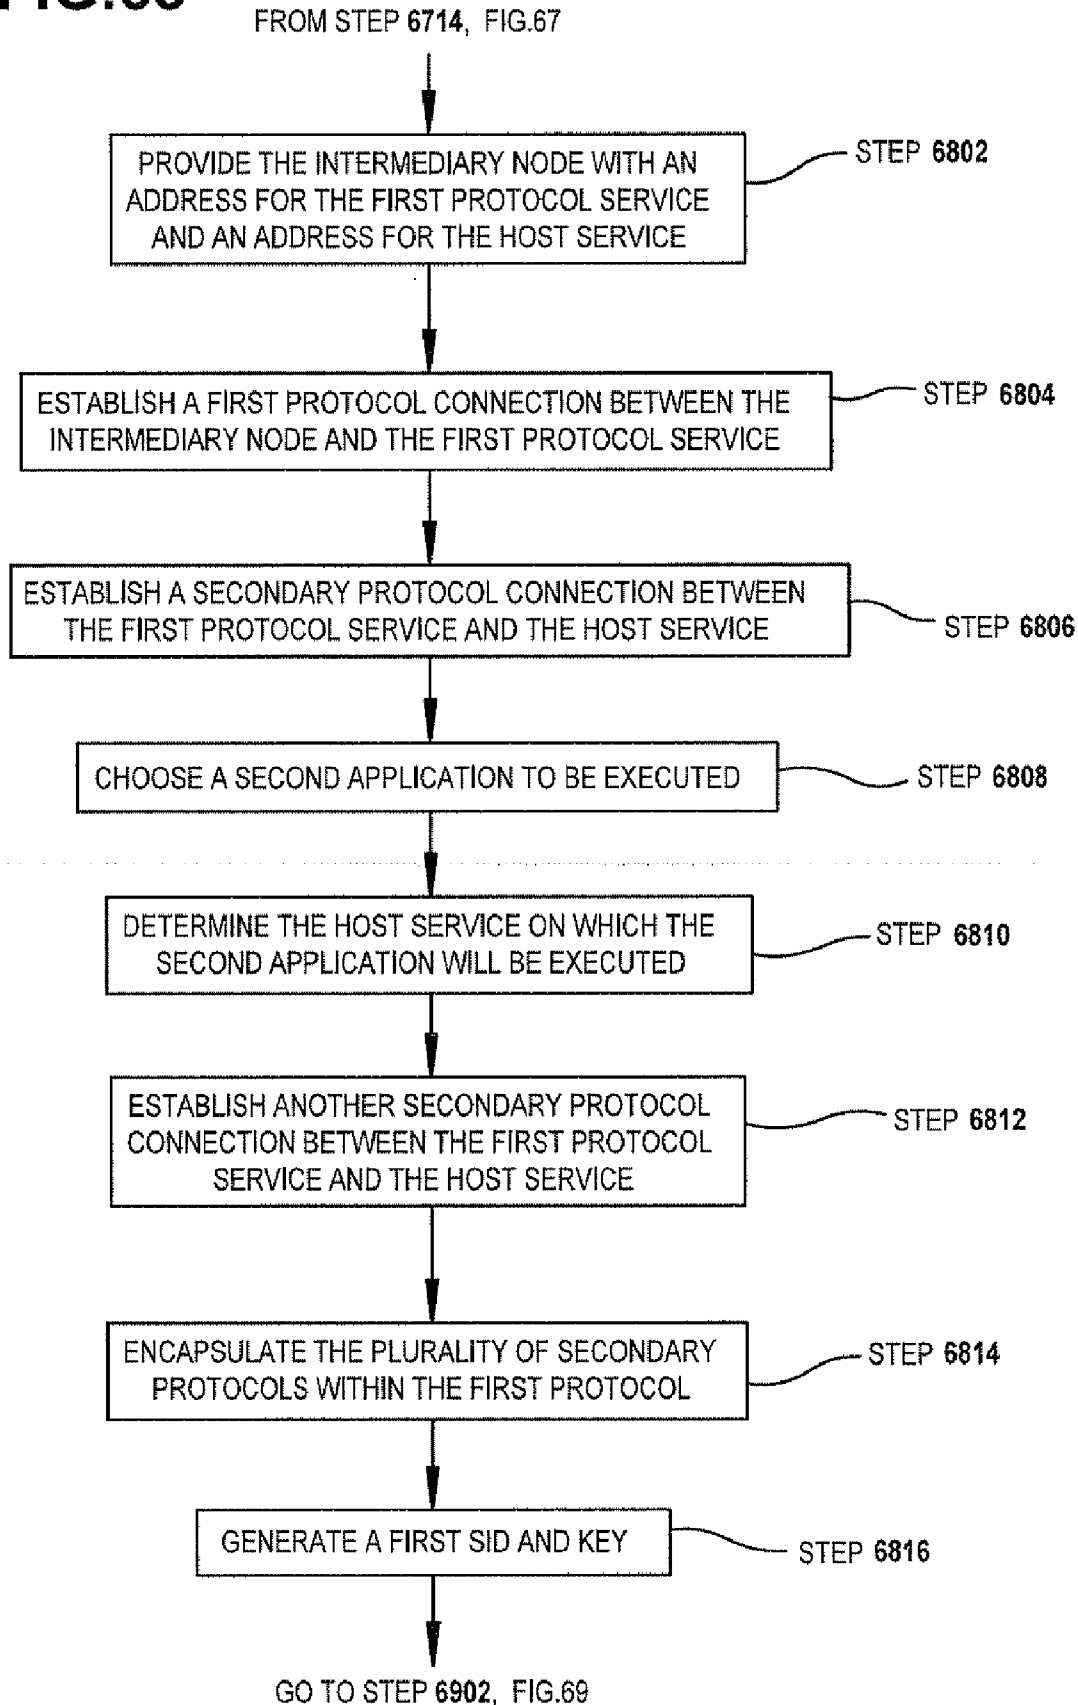 FROM STEP 6714, FIG.67
PROVIDE THE INTERMEDIARY NODE WITH AN
ADDRESS FOR THE FIRST PROTOCOL SERVICE
AND AN ADDRESS FOR THE HOST SERVICE
STEP 6802
ESTABLISH A FIRST PROTOCOL CONNECTION BETWEEN THE
INTERMEDIARY NODE AND THE FIRST PROTOCOL SERVICE
STEP 6804
ESTABLISH A SECONDARY PROTOCOL CONNECTION BETWEEN
THE FIRST PROTOCOL SERVICE AND THE HOST SERVICE
STEP 6806
CHOOSE A SECOND APPLICATION TO BE EXECUTED
STEP 6808
DETERMINE THE HOST SERVICE ON WHICH THE
SECOND APPLICATION WILL BE EXECUTED
STEP 6810
ESTABLISH ANOTHER SECONDARY PROTOCOL
CONNECTION BETWEEN THE FIRST PROTOCOL
SERVICE AND THE HOST SERVICE
STEP 6812
ENCAPSULATE THE PLURALITY OF SECONDARY
PROTOCOLS WITHIN THE FIRST PROTOCOL
STEP 6814
GENERATE A FIRST SID AND KEY
STEP 6816
GO TO STEP 6902, FIG.69